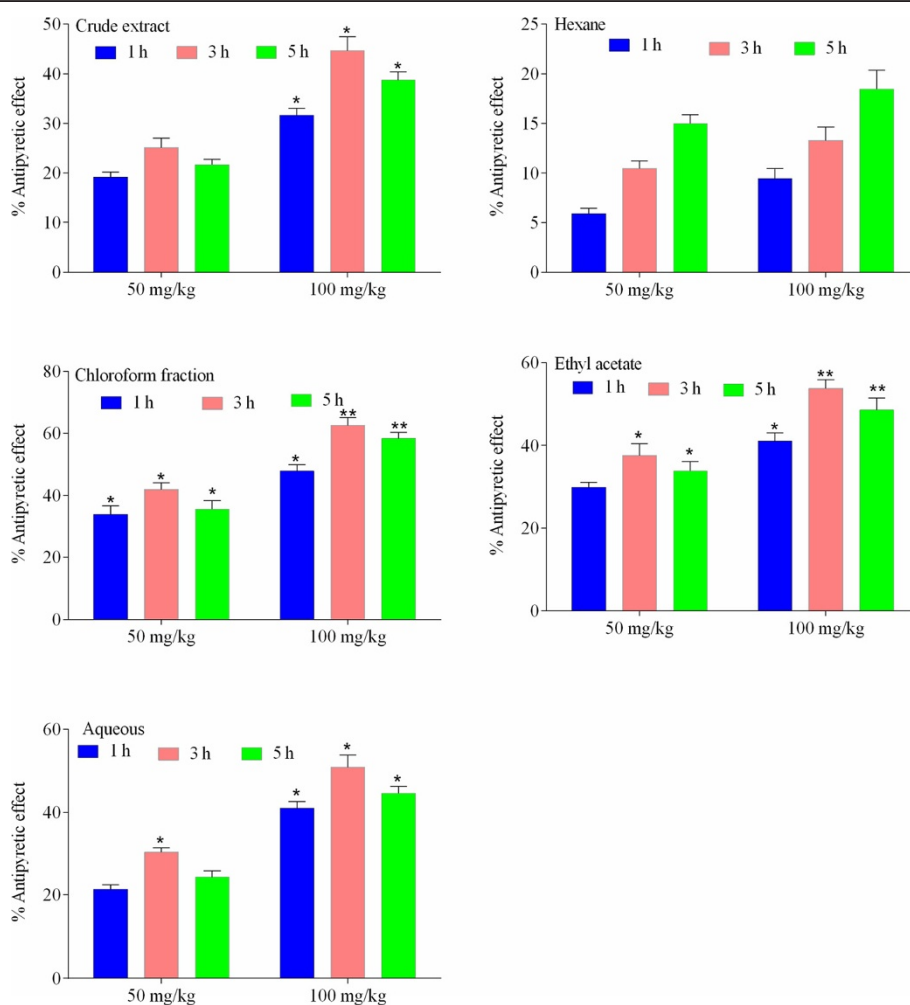 Crude extract
1 h 3 h 5 h
% Antipyretic effect
50
40
30
20
10
0
* * *
50 mg/kg 100 mg/kg
Hexane
1 h 3 h 5 h
% Antipyretic effect
25
20
15
10
5
0
50 mg/kg 100 mg/kg
Chloroform fraction
1 h 3 h 5 h
% Antipyretic effect
80
60
40
20
0
* * * * ** **
50 mg/kg 100 mg/kg
Ethyl acetate
1 h 3 h 5 h
% Antipyretic effect
60
40
20
0
* * * ** **
50 mg/kg 100 mg/kg
Aqueous
1 h 3 h 5 h
% Antipyretic effect
60
40
20
0
* * * *
50 mg/kg 100 mg/kg